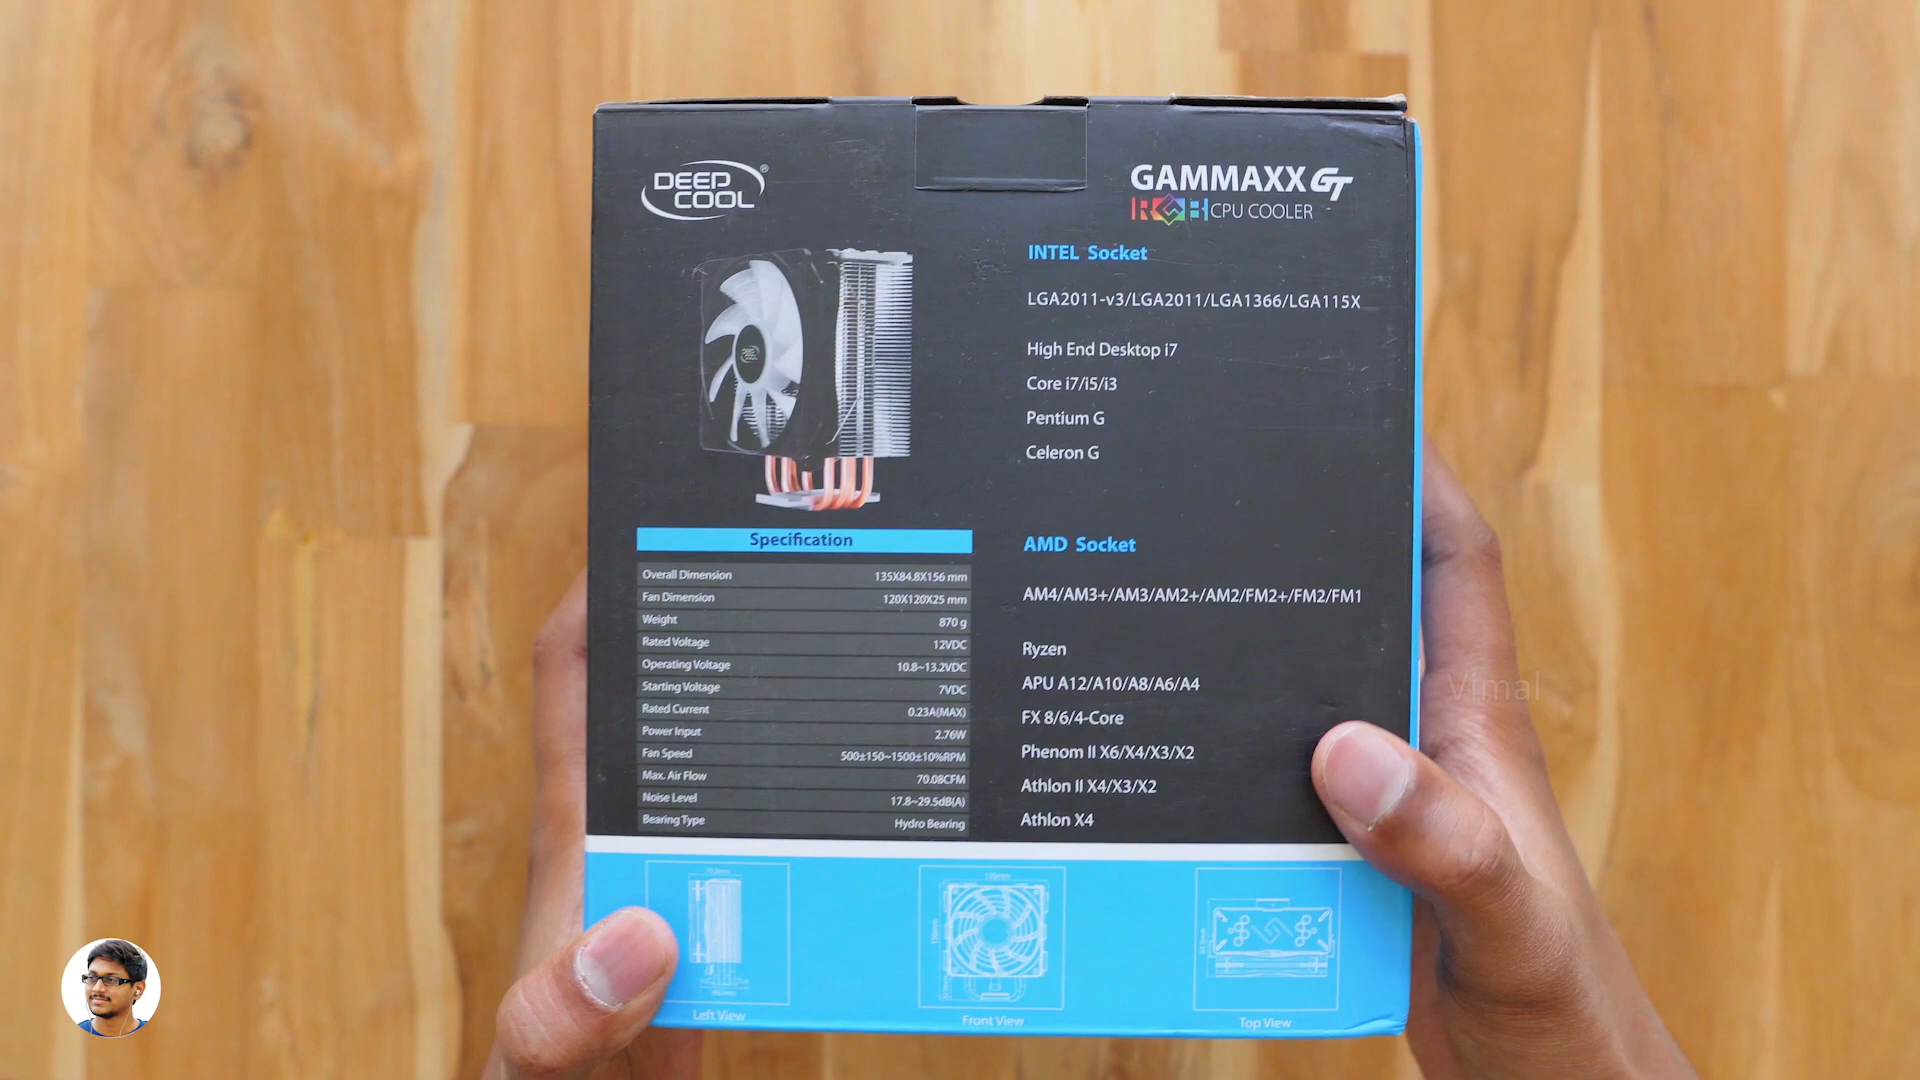 DEEP
COOL
®
GAMMAXX GT
RGB CPU COOLER
INTEL Socket
LGA2011-v3/LGA2011/LGA1366/LGA115X
High End Desktop i7
Core i7/i5/i3
Pentium G
Celeron G
DEEP
COOL
Specification
Overall Dimension 135X84.8X156 mm
Fan Dimension 120X120X25 mm
Weight 870 g
Rated Voltage 12VDC
Operating Voltage 10.8~13.2VDC
Starting Voltage 7VDC
Rated Current 0.23A(MAX)
Power Input 2.76W
Fan Speed 500±150~1500±10%RPM
Max. Air Flow 70.08CFM
Noise Level 17.8~29.5dB(A)
Bearing Type Hydro Bearing
AMD Socket
AM4/AM3+/AM3/AM2+/AM2/FM2+/FM2/FM1
Ryzen
APU A12/A10/A8/A6/A4
FX 8/6/4-Core
Phenom II X6/X4/X3/X2
Athlon II X4/X3/X2
Athlon X4
Vimal
135mm
Left View
Front View
Top View